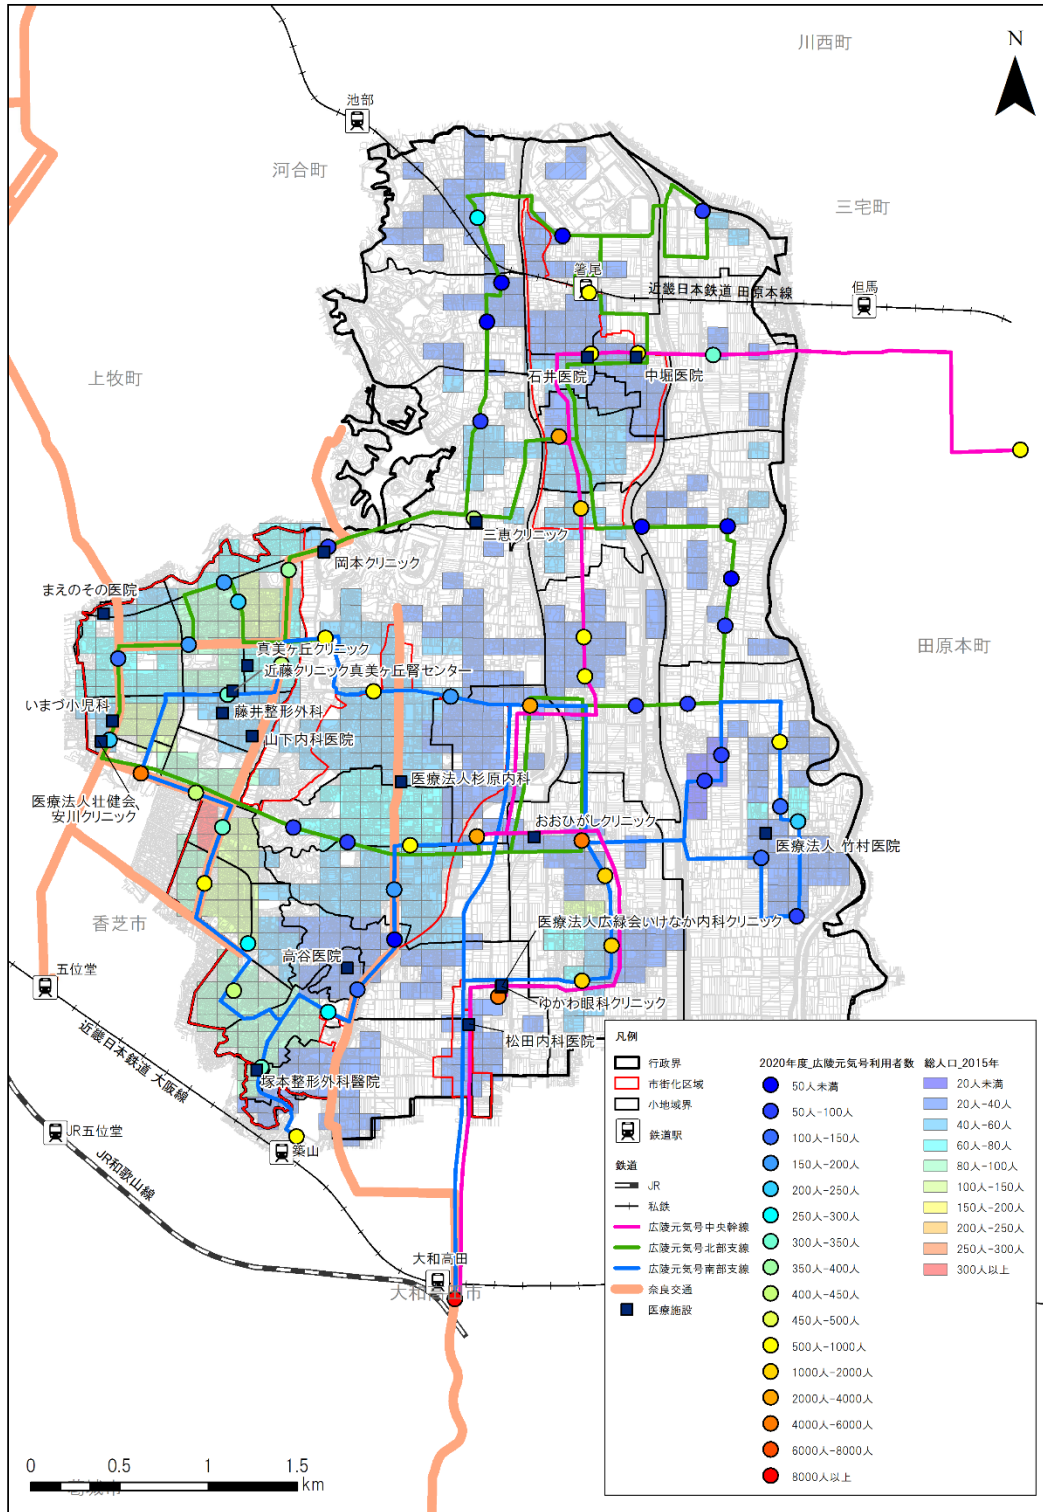 川西町
N
池部
河合町
三宅町
箸尾
近畿日本鉄道 田原本線
但馬
石井医院
中堀医院
上牧町
三恵クリニック
岡本クリニック
まえのその医院
真美ヶ丘クリニック
近藤クリニック真美ヶ丘腎センター
田原本町
いまづ小児科
藤井整形外科
山下内科医院
医療法人杉原内科
医療法人壮健会
安川クリニック
おおひがしクリニック
医療法人 竹村医院
香芝市
医療法人広緑会いけなか内科クリニック
高谷医院
五位堂
ゆかわ眼科クリニック
近畿日本鉄道 大阪線
松田内科医院
塚本整形外科醫院
JR五位堂
築山
JR和歌山線
大和高田
大和高田市
凡例
行政界
市街化区域
小地域界
鉄道駅
鉄道
JR
私鉄
広陵元気号中央幹線
広陵元気号北部支線
広陵元気号南部支線
奈良交通
医療施設
2020年度_広陵元気号利用者数
50人未満
50人-100人
100人-150人
150人-200人
200人-250人
250人-300人
300人-350人
350人-400人
400人-450人
450人-500人
500人-1000人
1000人-2000人
2000人-4000人
4000人-6000人
6000人-8000人
8000人以上
総人口_2015年
20人未満
20人-40人
40人-60人
60人-80人
80人-100人
100人-150人
150人-200人
200人-250人
250人-300人
300人以上
0 0.5 1 1.5
km
葛城市